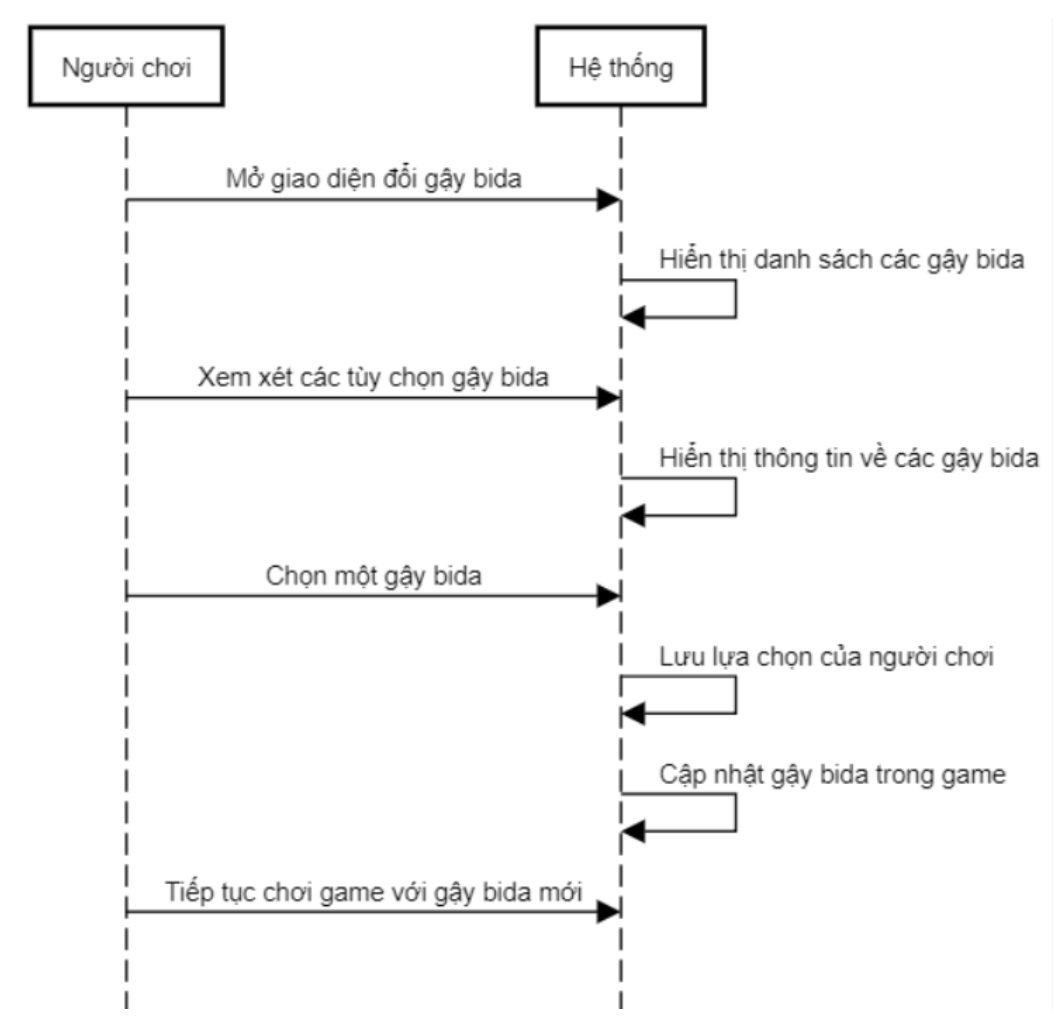 Người chơi
Hệ thống
Mở giao diện đổi gậy bida
Hiển thị danh sách các gậy bida
Xem xét các tùy chọn gậy bida
Hiển thị thông tin về các gậy bida
Chọn một gậy bida
Lưu lựa chọn của người chơi
Cập nhật gậy bida trong game
Tiếp tục chơi game với gậy bida mới